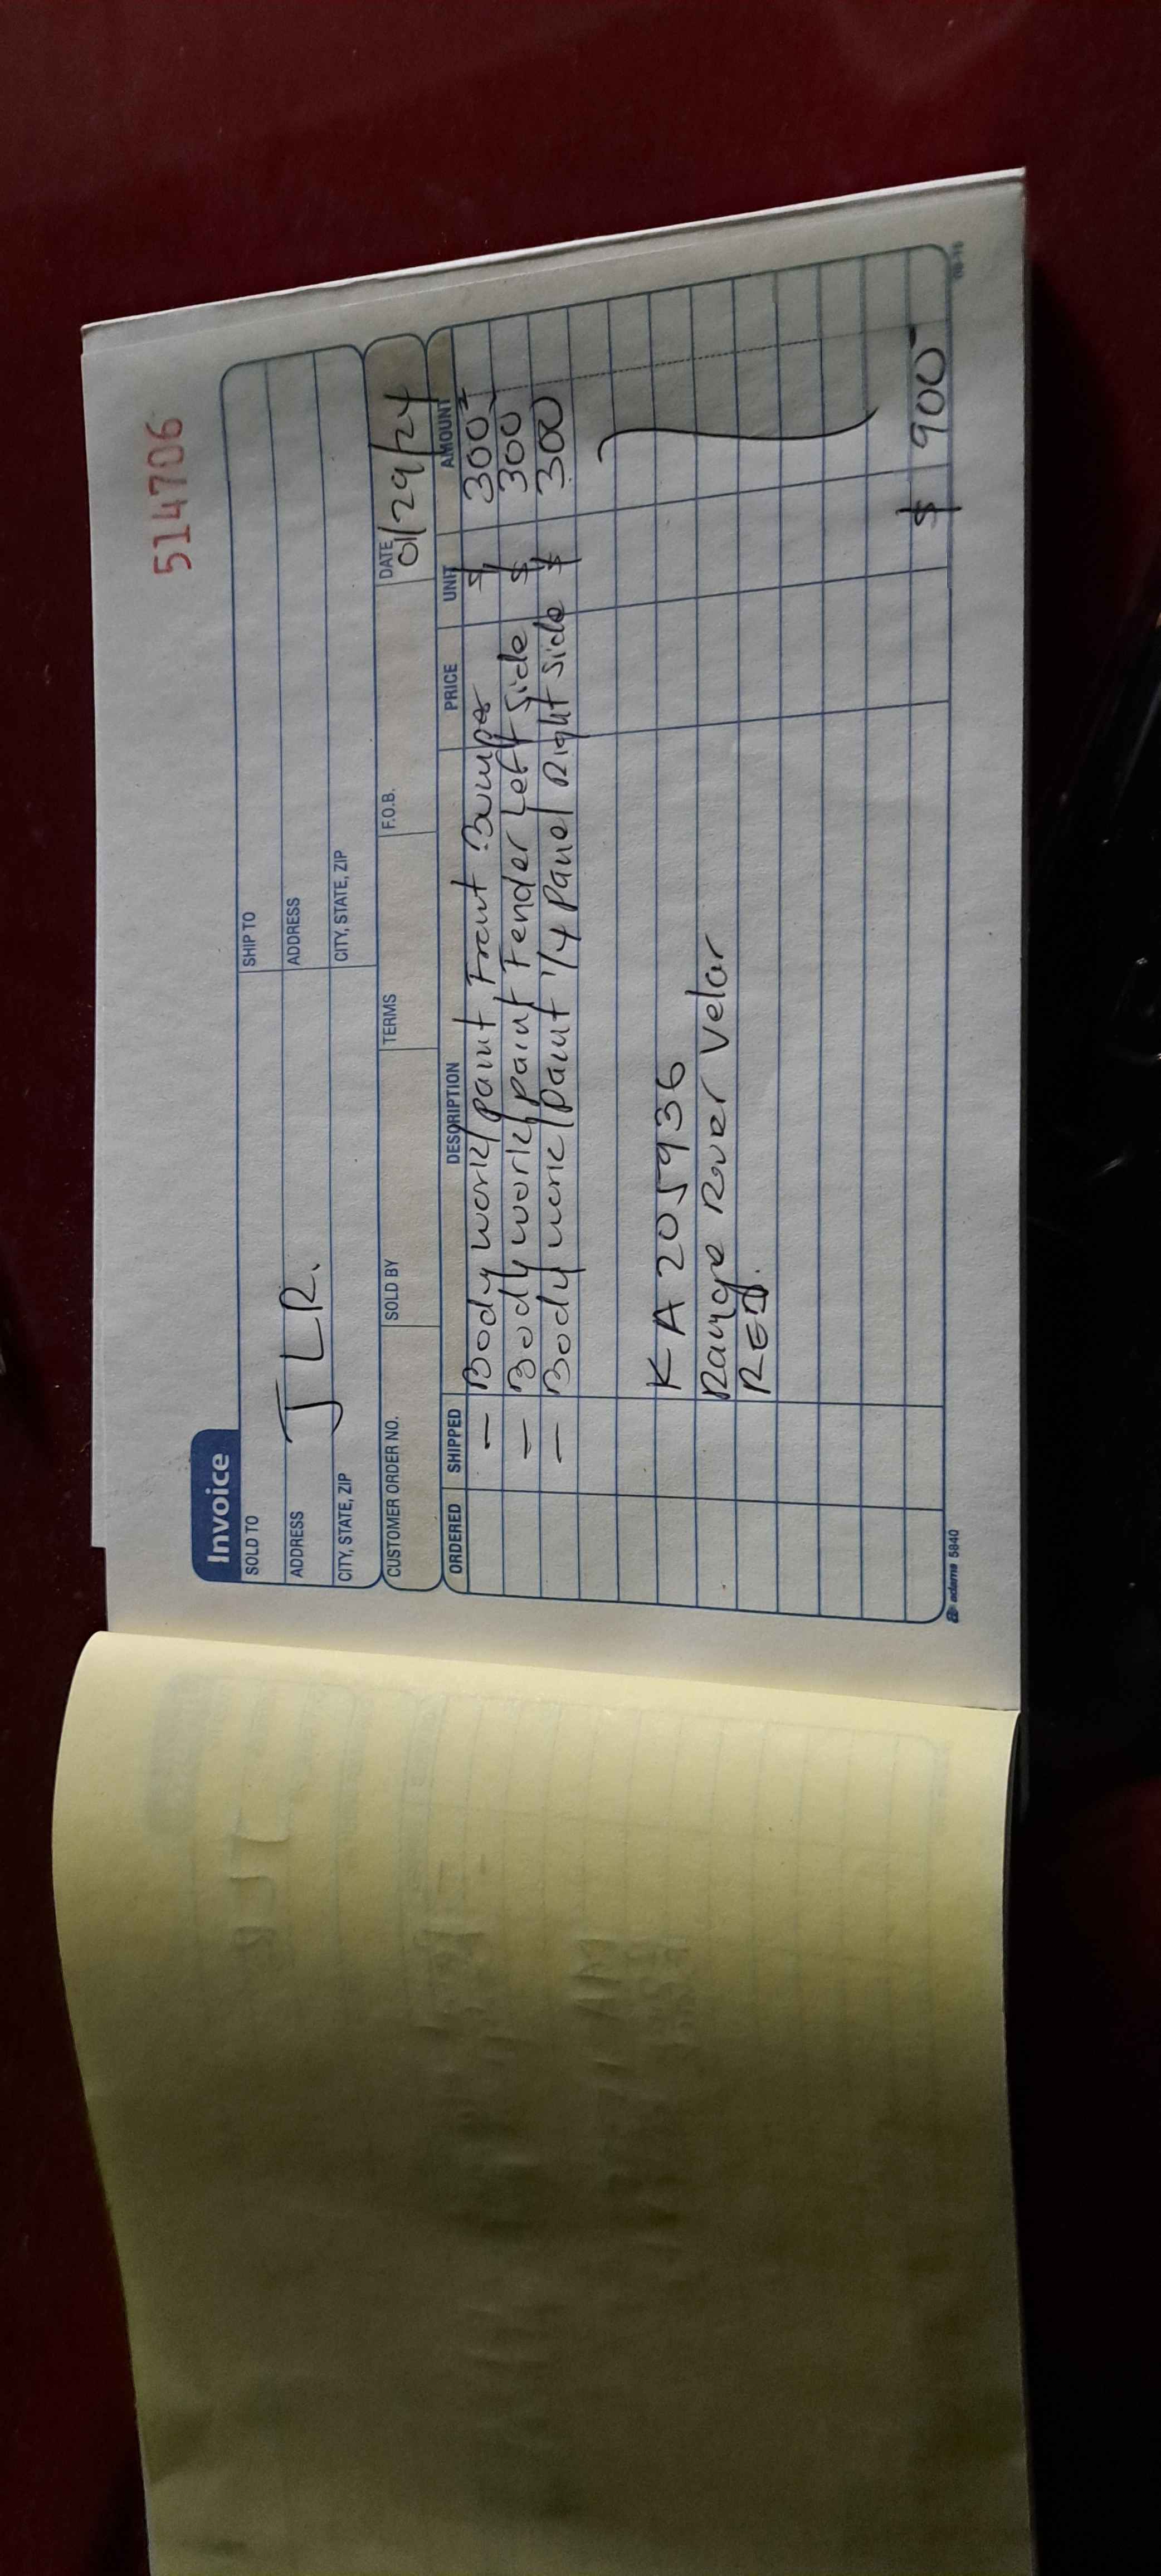 514706
Invoice
SOLD TO
SHIP TO
ADDRESS
ADDRESS
JLR.
CITY, STATE, ZIP
CITY, STATE, ZIP
CUSTOMER ORDER NO. SOLD BY TERMS F.O.B. DATE
01/29/24
ORDERED SHIPPED DESCRIPTION PRICE UNIT AMOUNT
- Body work/paint Front Bumper $ 300
- Body work/paint Fender Left Side $ 300
- Body work/paint 1/4 Panel Right Side $ 300
KA205936
Range Rover Velar
RED.
$ 900
adams 5840